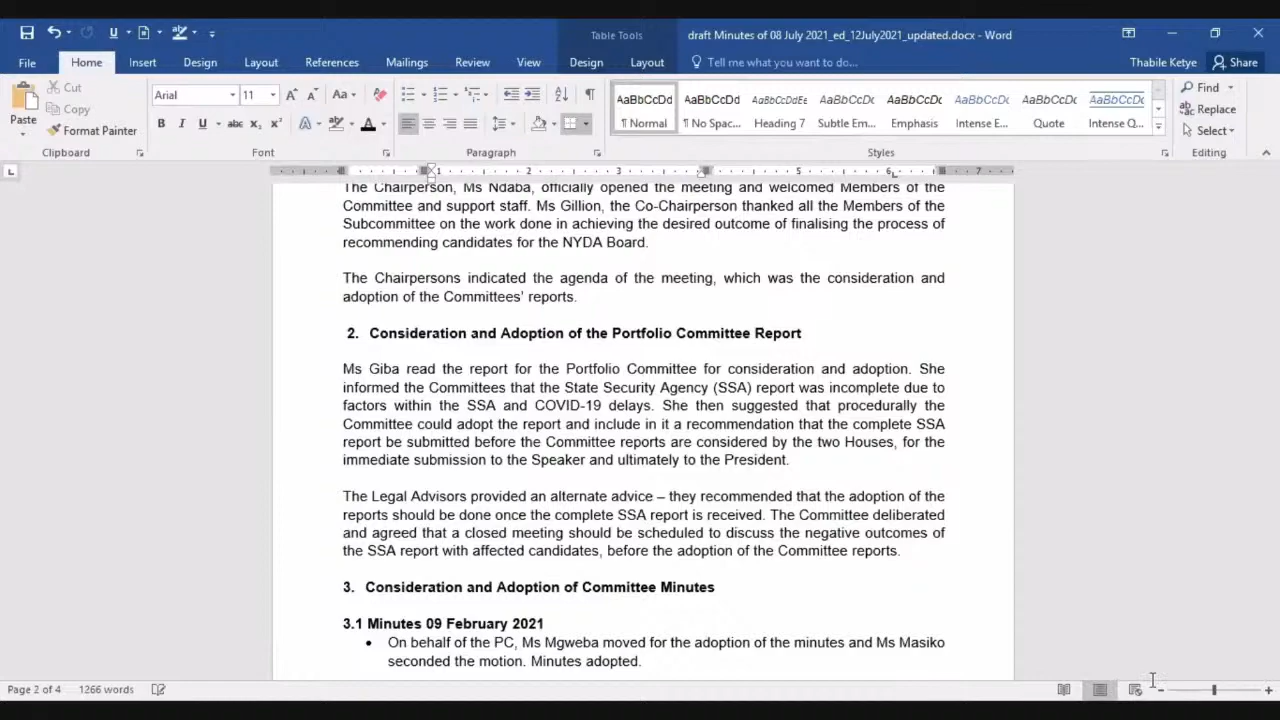 Table Tools
draft Minutes of 08 July 2021_ed_12July2021_updated.docx - Word
File Home Insert Design Layout References Mailings Review View Design Layout Tell me what you want to do... Thabile Ketye Share
Cut
Copy
Paste
Format Painter
Clipboard
Arial 11
Font
Paragraph
AaBbCcDd AaBbCcDd AaBbCcDdEe AaBbCcDd AaBbCcDd AaBbCcDd AaBbCcDd AaBbCcDd
¶ Normal ¶ No Spac... Heading 7 Subtle Em... Emphasis Intense E... Quote Intense Q...
Styles
Find
Replace
Select
Editing
1 2 3 5 6 7
The Chairperson, Ms Ndaba, officially opened the meeting and welcomed Members of the
Committee and support staff. Ms Gillion, the Co-Chairperson thanked all the Members of the
Subcommittee on the work done in achieving the desired outcome of finalising the process of
recommending candidates for the NYDA Board.
The Chairpersons indicated the agenda of the meeting, which was the consideration and
adoption of the Committees' reports.
2. Consideration and Adoption of the Portfolio Committee Report
Ms Giba read the report for the Portfolio Committee for consideration and adoption. She
informed the Committees that the State Security Agency (SSA) report was incomplete due to
factors within the SSA and COVID-19 delays. She then suggested that procedurally the
Committee could adopt the report and include in it a recommendation that the complete SSA
report be submitted before the Committee reports are considered by the two Houses, for the
immediate submission to the Speaker and ultimately to the President.
The Legal Advisors provided an alternate advice – they recommended that the adoption of the
reports should be done once the complete SSA report is received. The Committee deliberated
and agreed that a closed meeting should be scheduled to discuss the negative outcomes of
the SSA report with affected candidates, before the adoption of the Committee reports.
3. Consideration and Adoption of Committee Minutes
3.1 Minutes 09 February 2021
• On behalf of the PC, Ms Mgweba moved for the adoption of the minutes and Ms Masiko
seconded the motion. Minutes adopted.
Page 2 of 4 1266 words